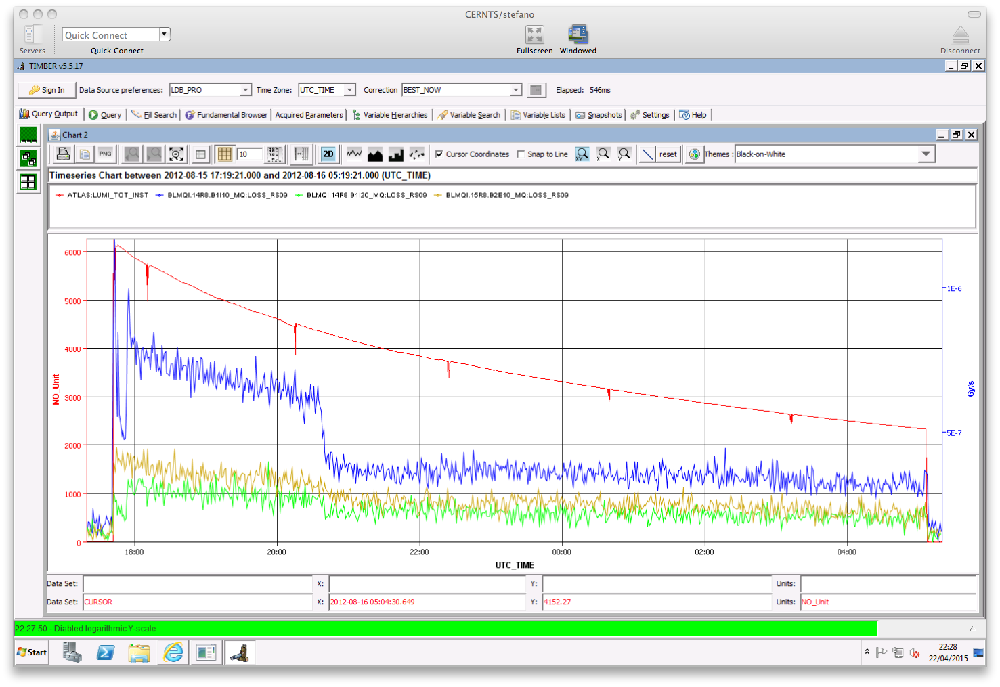 CERNTS/stefano
Quick Connect
Servers Quick Connect Fullscreen Windowed Disconnect
TIMBER v5.5.17
Sign In Data Source preferences: LDB_PRO Time Zone: UTC_TIME Correction BEST_NOW Elapsed: 546ms
Query Output Query Fill Search Fundamental Browser Acquired Parameters Variable Hierarchies Variable Search Variable Lists Snapshots Settings Help
Chart 2
PNG 10 2D Cursor Coordinates Snap to Line XY X Y reset Themes : Black-on-White
Timeseries Chart between 2012-08-15 17:19:21.000 and 2012-08-16 05:19:21.000 (UTC_TIME)
ATLAS:LUMI_TOT_INST BLMQI.14R8.B1I10_MQ:LOSS_RS09 BLMQI.14R8.B1I20_MQ:LOSS_RS09 BLMQI.15R8.B2E10_MQ:LOSS_RS09
6000
1E-6
5000
4000
NO_Unit
3000
Gy/s
5E-7
2000
1000
0
18:00 20:00 22:00 00:00 02:00 04:00
UTC_TIME
Data Set: X: Y: Units:
Data Set: CURSOR X: 2012-08-16 05:04:30.649 Y: 4152.27 Units: NO_Unit
22:27:50 - Diabled logarithmic Y-scale
Start
22:28
22/04/2015